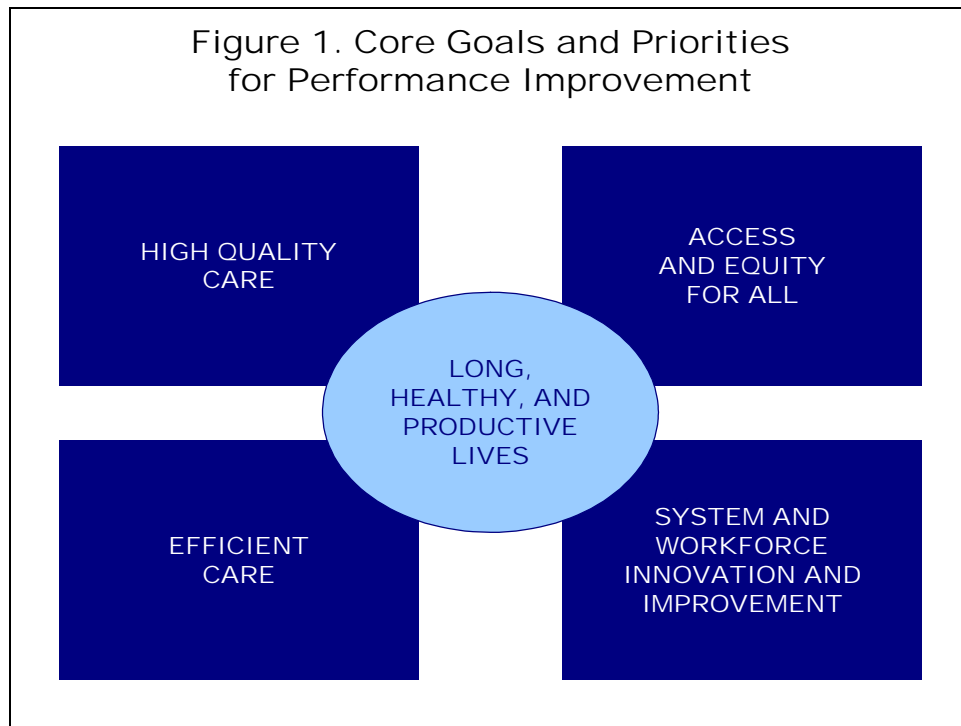 Figure 1. Core Goals and Priorities
for Performance Improvement
HIGH QUALITY
CARE
ACCESS
AND EQUITY
FOR ALL
LONG,
HEALTHY, AND
PRODUCTIVE
LIVES
EFFICIENT
CARE
SYSTEM AND
WORKFORCE
INNOVATION AND
IMPROVEMENT